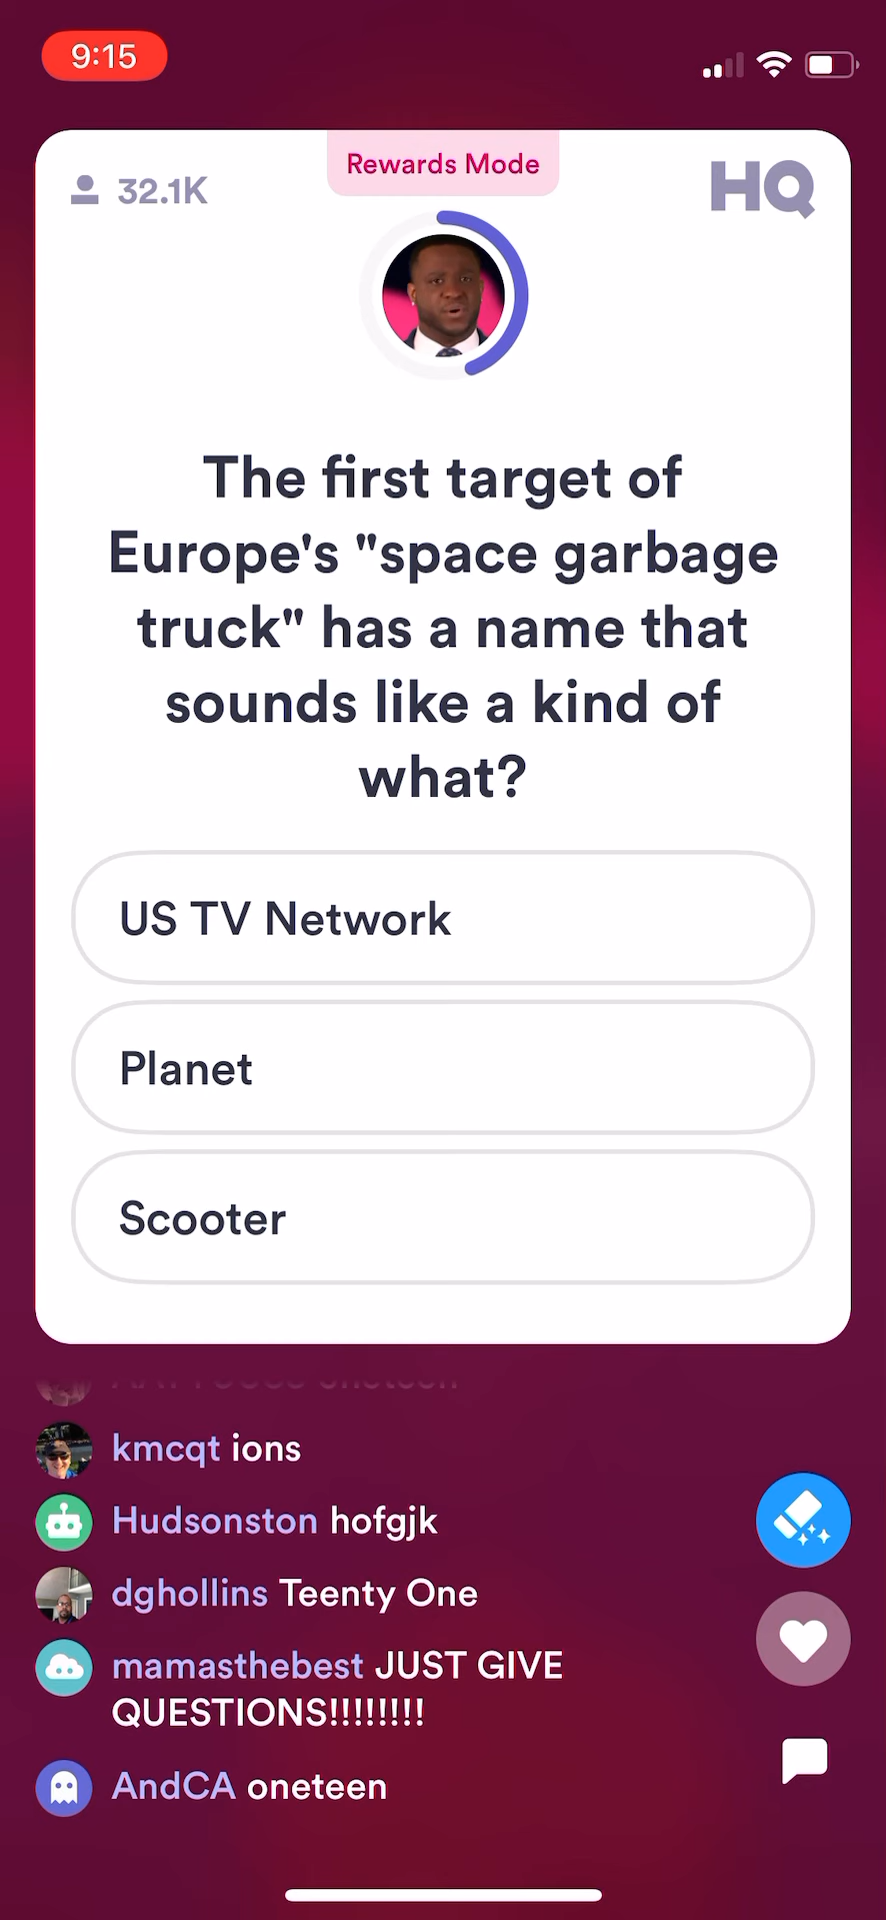 9:15
Rewards Mode
32.1K
HQ
The first target of
Europe's "space garbage
truck" has a name that
sounds like a kind of
what?
US TV Network
Planet
Scooter
kmcqt ions
Hudsonston hofgjk
dghollins Teenty One
mamasthebest JUST GIVE
QUESTIONS!!!!!!!!
AndCA oneteen